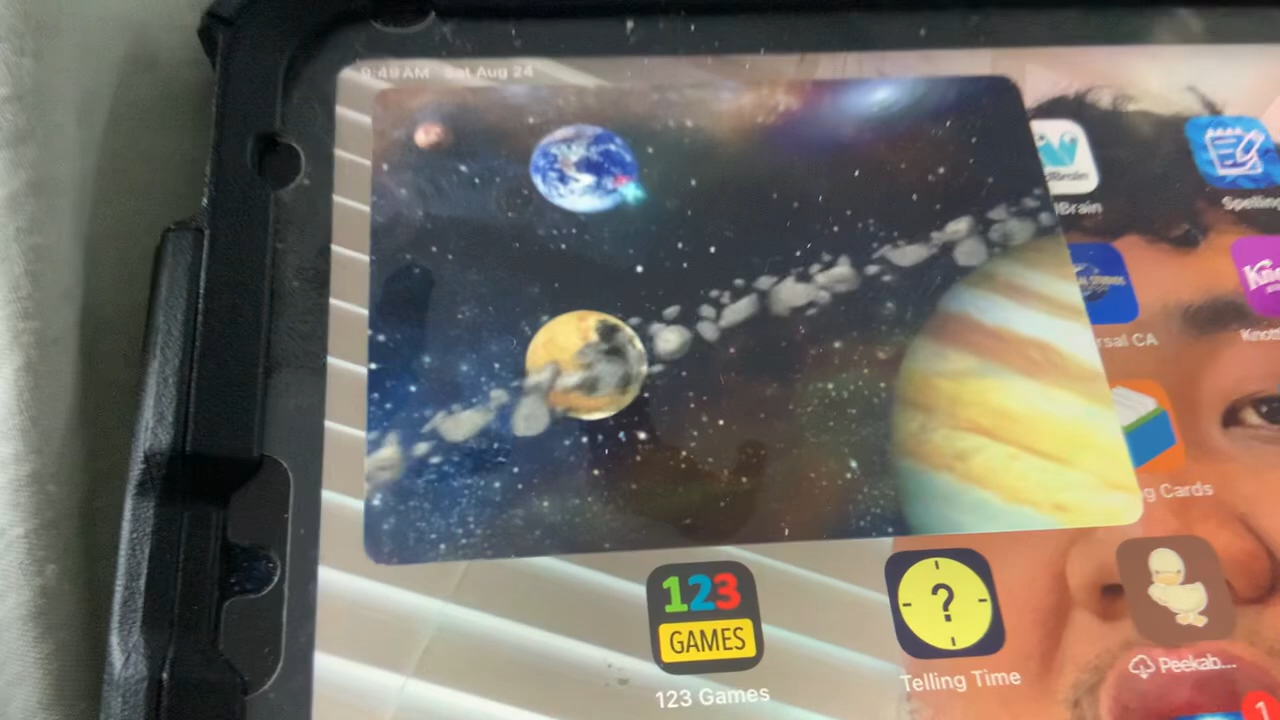 9:49 AM Sat Aug 24
Brain
Spelling
rsal CA
Knott
g Cards
123
GAMES
?
123 Games
Telling Time
Peekab...
1